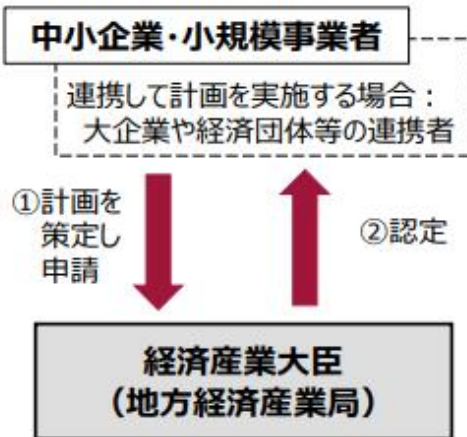 中小企業・小規模事業者
連携して計画を実施する場合：
大企業や経済団体等の連携者
①計画を
策定し
申請
②認定
経済産業大臣
（地方経済産業局）